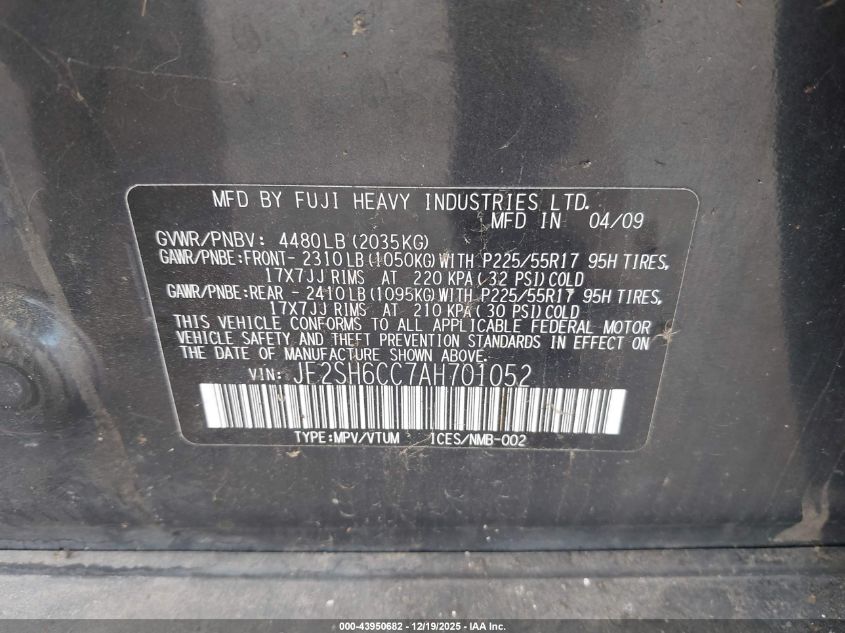 MFD BY FUJI HEAVY INDUSTRIES LTD.
MFD IN 04/09
GVWR/PNBV: 4480LB (2035KG)
GAWR/PNBE:FRONT- 2310 LB (1050KG) WITH P225/55R17 95H TIRES,
17X7JJ RIMS AT 220 KPA ( 32 PSI) COLD
GAWR/PNBE:REAR - 2410 LB (1095KG) WITH P225/55R17 95H TIRES,
17X7JJ RIMS AT 210 KPA ( 30 PSI) COLD
THIS VEHICLE CONFORMS TO ALL APPLICABLE FEDERAL MOTOR
VEHICLE SAFETY AND THEFT PREVENTION STANDARDS IN EFFECT ON
THE DATE OF MANUFACTURE SHOWN ABOVE.
VIN: JF2SH6CC7AH701052
TYPE:MPV/VTUM ICES/NMB-002
000-43950682 - 12/19/2025 - IAA Inc.